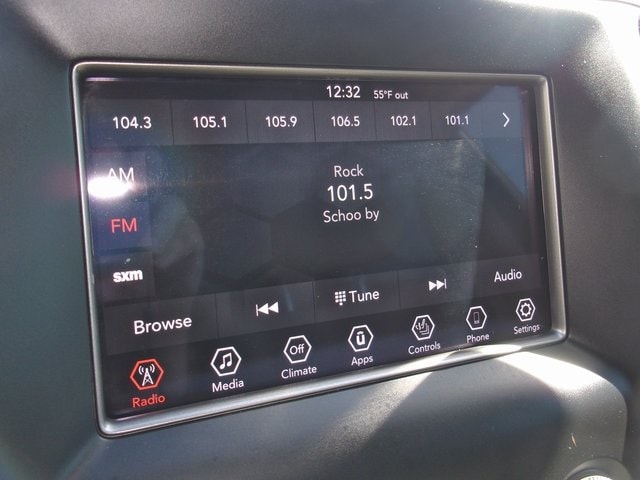 12:32 55°F out
104.3 105.1 105.9 106.5 102.1 101.1
AM
Rock
101.5
FM
Schoo by
sxm
Browse
Tune
Audio
Radio
Media
Off
Climate
Apps
Controls
Phone
Settings